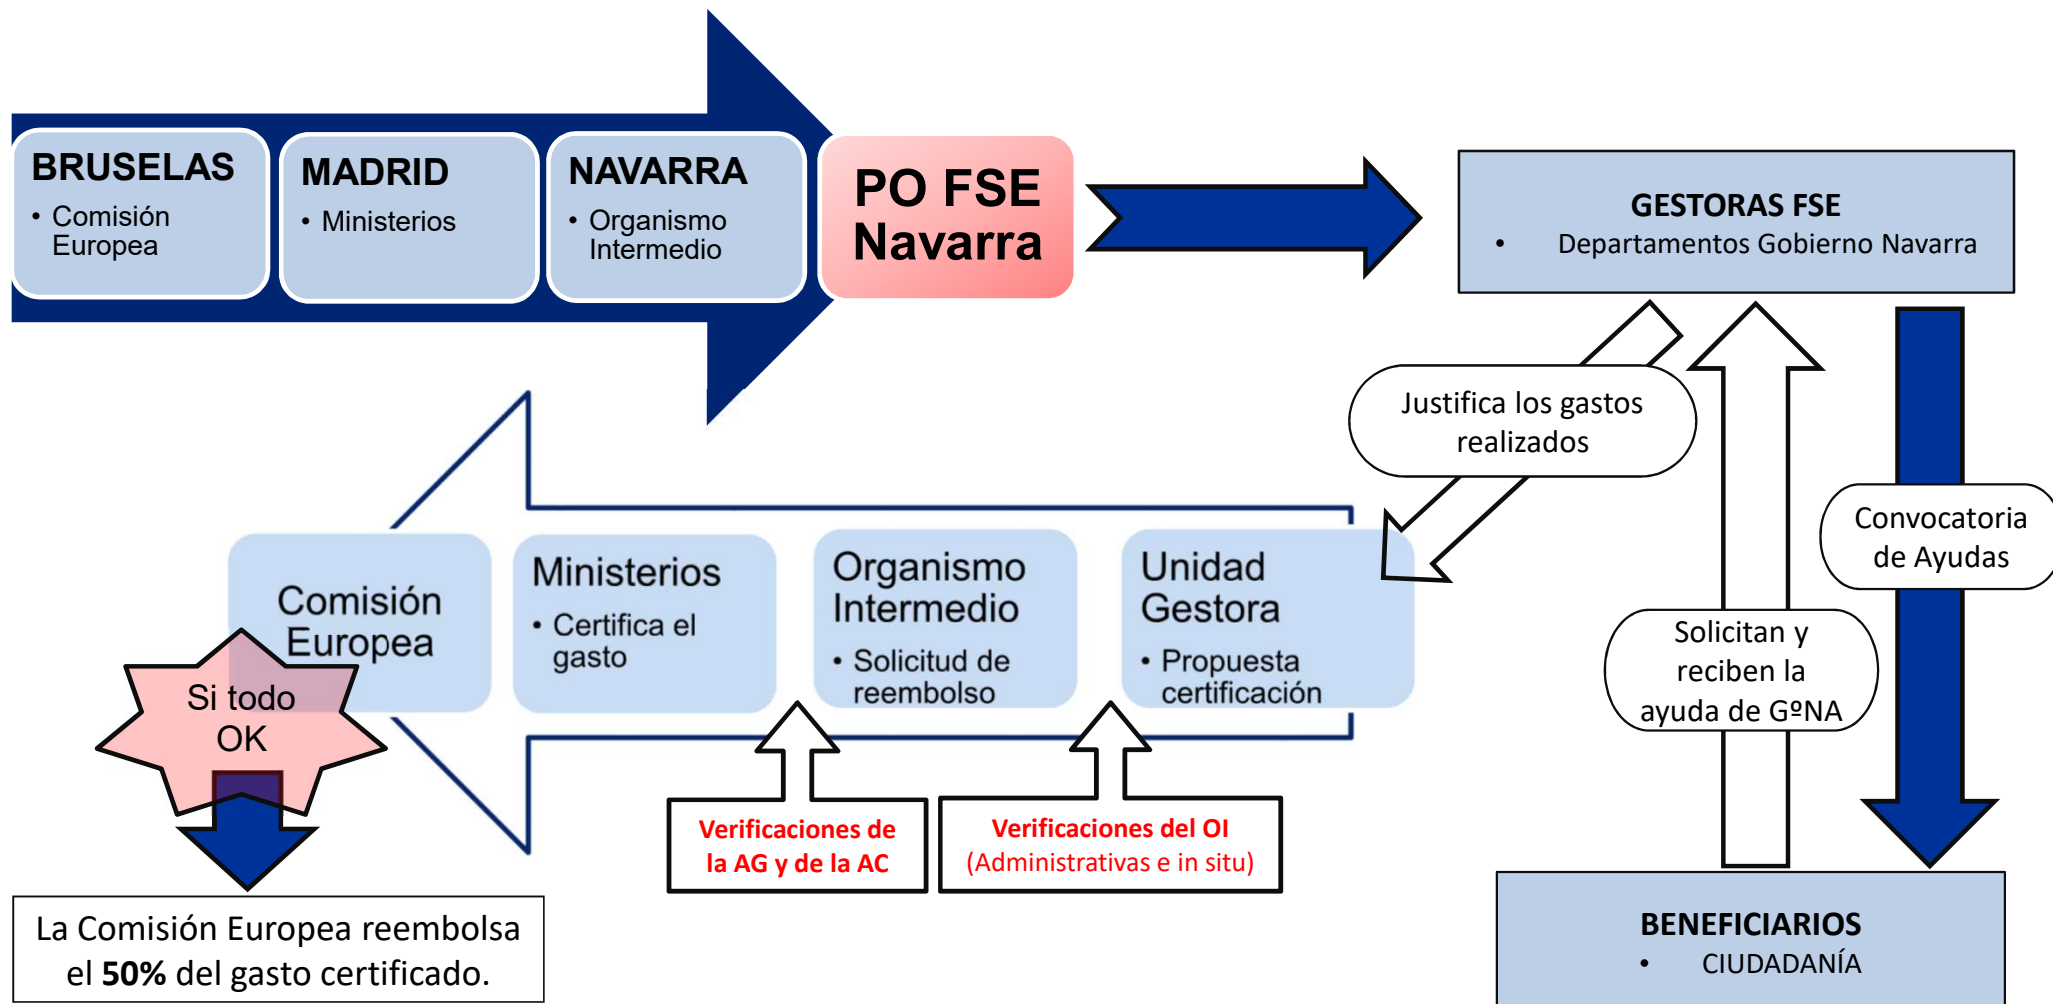 BRUSELAS
• Comisión
Europea
MADRID
• Ministerios
NAVARRA
• Organismo
Intermedio
PO FSE
Navarra
GESTORAS FSE
• Departamentos Gobierno Navarra
Justifica los gastos
realizados
Convocatoria
de Ayudas
Solicitan y
reciben la
ayuda de GºNA
Comisión
Europea
Ministerios
• Certifica el
gasto
Organismo
Intermedio
• Solicitud de
reembolso
Unidad
Gestora
• Propuesta
certificación
Si todo
OK
Verificaciones de
la AG y de la AC
Verificaciones del OI
(Administrativas e in situ)
La Comisión Europea reembolsa
el 50% del gasto certificado.
BENEFICIARIOS
• CIUDADANÍA